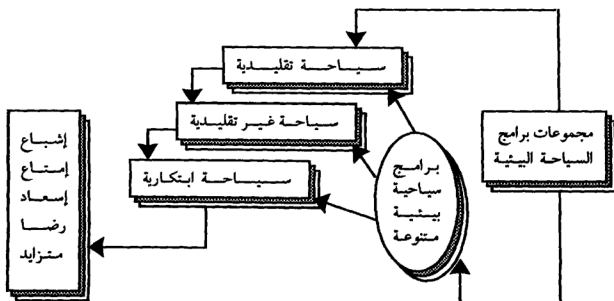 سياحة تقليدية
سياحة غير تقليدية
سياحة ابتكارية
مجموعات برامج
السياحة البيئية
برامج
سياحية
بيئية
متنوعة
إشباع
إمتاع
إسعاد
رضا
متزايد